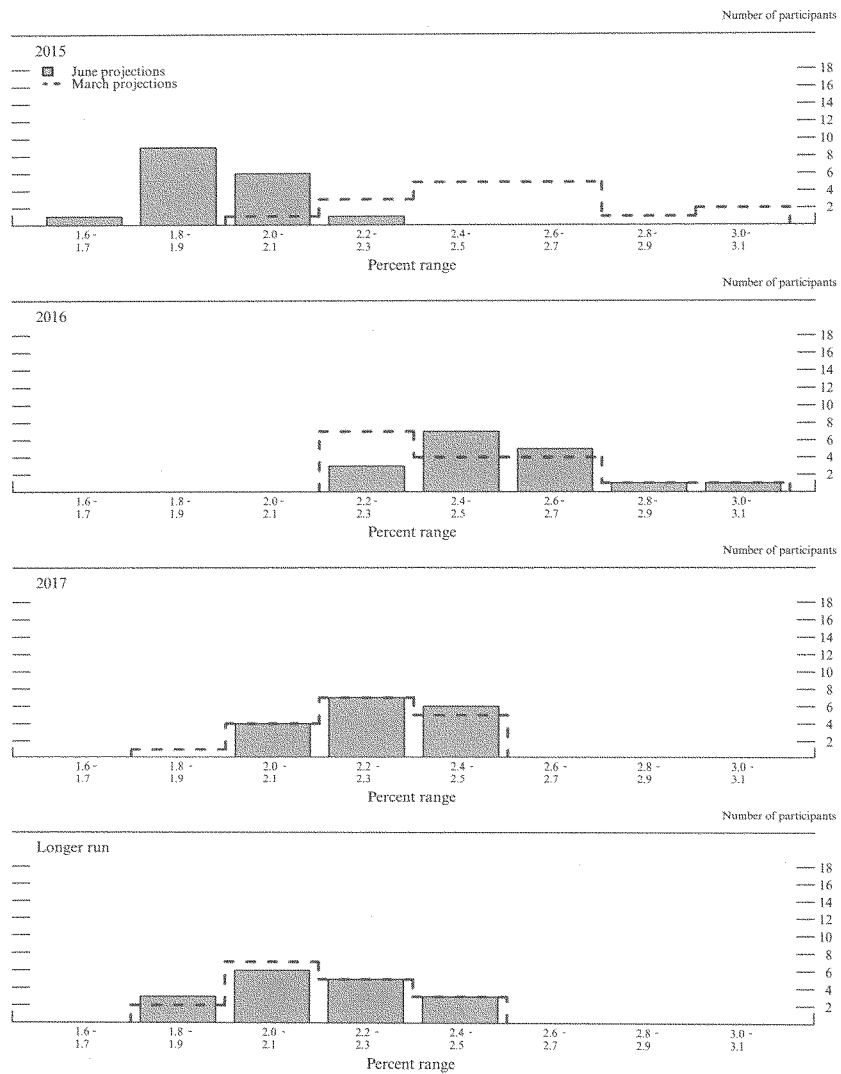 Number of participants
2015
June projections
March projections
18
16
14
12
10
8
6
4
2
1.6 - 1.8 - 2.0 - 2.2 - 2.4 - 2.6 - 2.8 - 3.0 -
1.7 1.9 2.1 2.3 2.5 2.7 2.9 3.1
Percent range
Number of participants
2016
18
16
14
12
10
8
6
4
2
1.6 - 1.8 - 2.0 - 2.2 - 2.4 - 2.6 - 2.8 - 3.0 -
1.7 1.9 2.1 2.3 2.5 2.7 2.9 3.1
Percent range
Number of participants
2017
18
16
14
12
10
8
6
4
2
1.6 - 1.8 - 2.0 - 2.2 - 2.4 - 2.6 - 2.8 - 3.0 -
1.7 1.9 2.1 2.3 2.5 2.7 2.9 3.1
Percent range
Number of participants
Longer run
18
16
14
12
10
8
6
4
2
1.6 - 1.8 - 2.0 - 2.2 - 2.4 - 2.6 - 2.8 - 3.0 -
1.7 1.9 2.1 2.3 2.5 2.7 2.9 3.1
Percent range